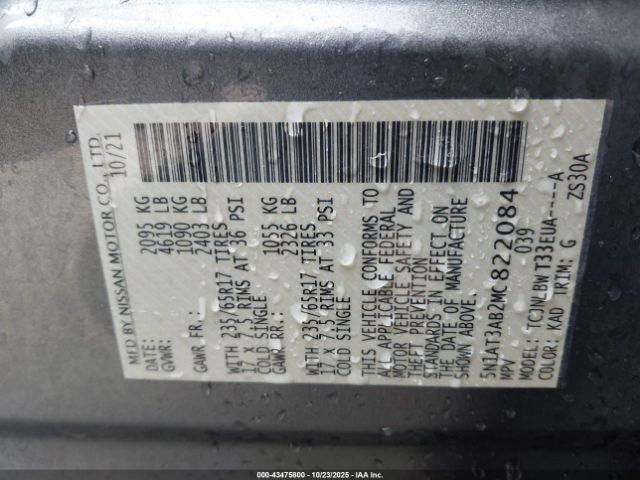 MFD BY NISSAN MOTOR CO., LTD.
DATE: 10/21
GVWR: 2095 KG
4619 LB
GAWR FR.: 1090 KG
2403 LB
WITH 235/65R17 TIRES
17 x 7.5 RIMS AT 36 PSI
COLD SINGLE
GAWR RR.: 1055 KG
2326 LB
WITH 235/65R17 TIRES
17 x 7.5 RIMS AT 33 PSI
COLD SINGLE
THIS VEHICLE CONFORMS TO
ALL APPLICABLE FEDERAL
MOTOR VEHICLE SAFETY AND
THEFT PREVENTION
STANDARDS IN EFFECT ON
THE DATE OF MANUFACTURE
SHOWN ABOVE.
5N1AT3AB2MC822084
MPV 039
MODEL: TCJNLBWT33EUA----A
COLOR: KAD TRIM: G ZS30A
000-43475800 - 10/23/2025 - IAA Inc.